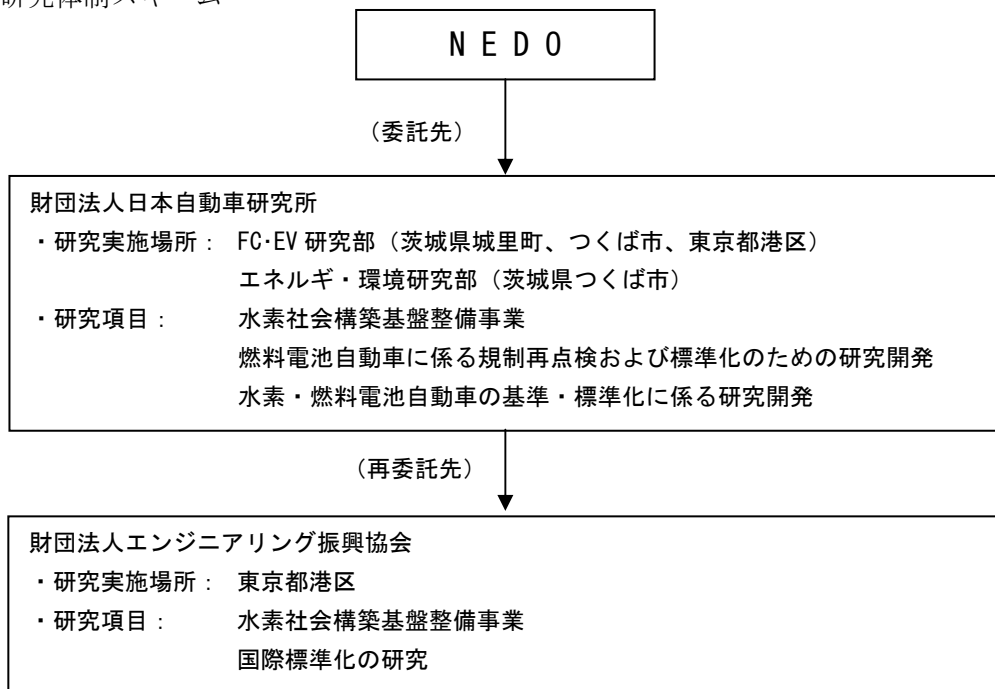 研究体制スキーム
NEDO
（委託先）
財団法人日本自動車研究所
・研究実施場所： FC･EV 研究部（茨城県城里町、つくば市、東京都港区）
エネルギ・環境研究部（茨城県つくば市）
・研究項目： 水素社会構築基盤整備事業
燃料電池自動車に係る規制再点検および標準化のための研究開発
水素・燃料電池自動車の基準・標準化に係る研究開発
（再委託先）
財団法人エンジニアリング振興協会
・研究実施場所： 東京都港区
・研究項目： 水素社会構築基盤整備事業
国際標準化の研究